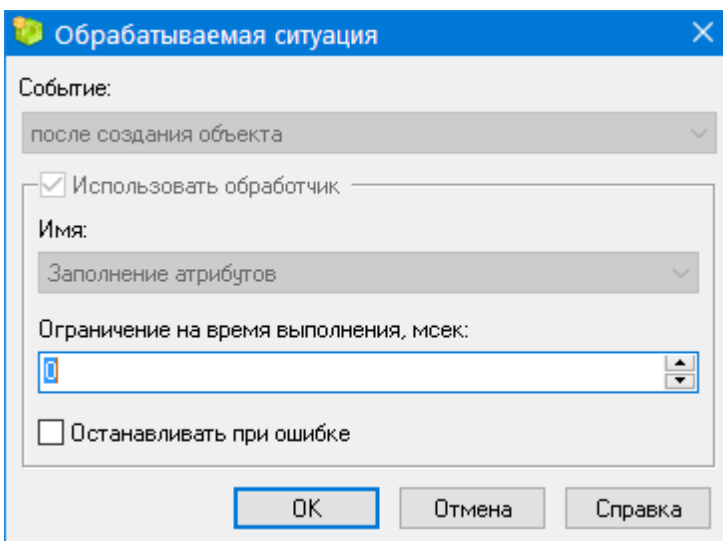 Обрабатываемая ситуация
Событие:
после создания объекта
Использовать обработчик
Имя:
Заполнение атрибутов
Ограничение на время выполнения, мсек:
0
Останавливать при ошибке
OK
Отмена
Справка